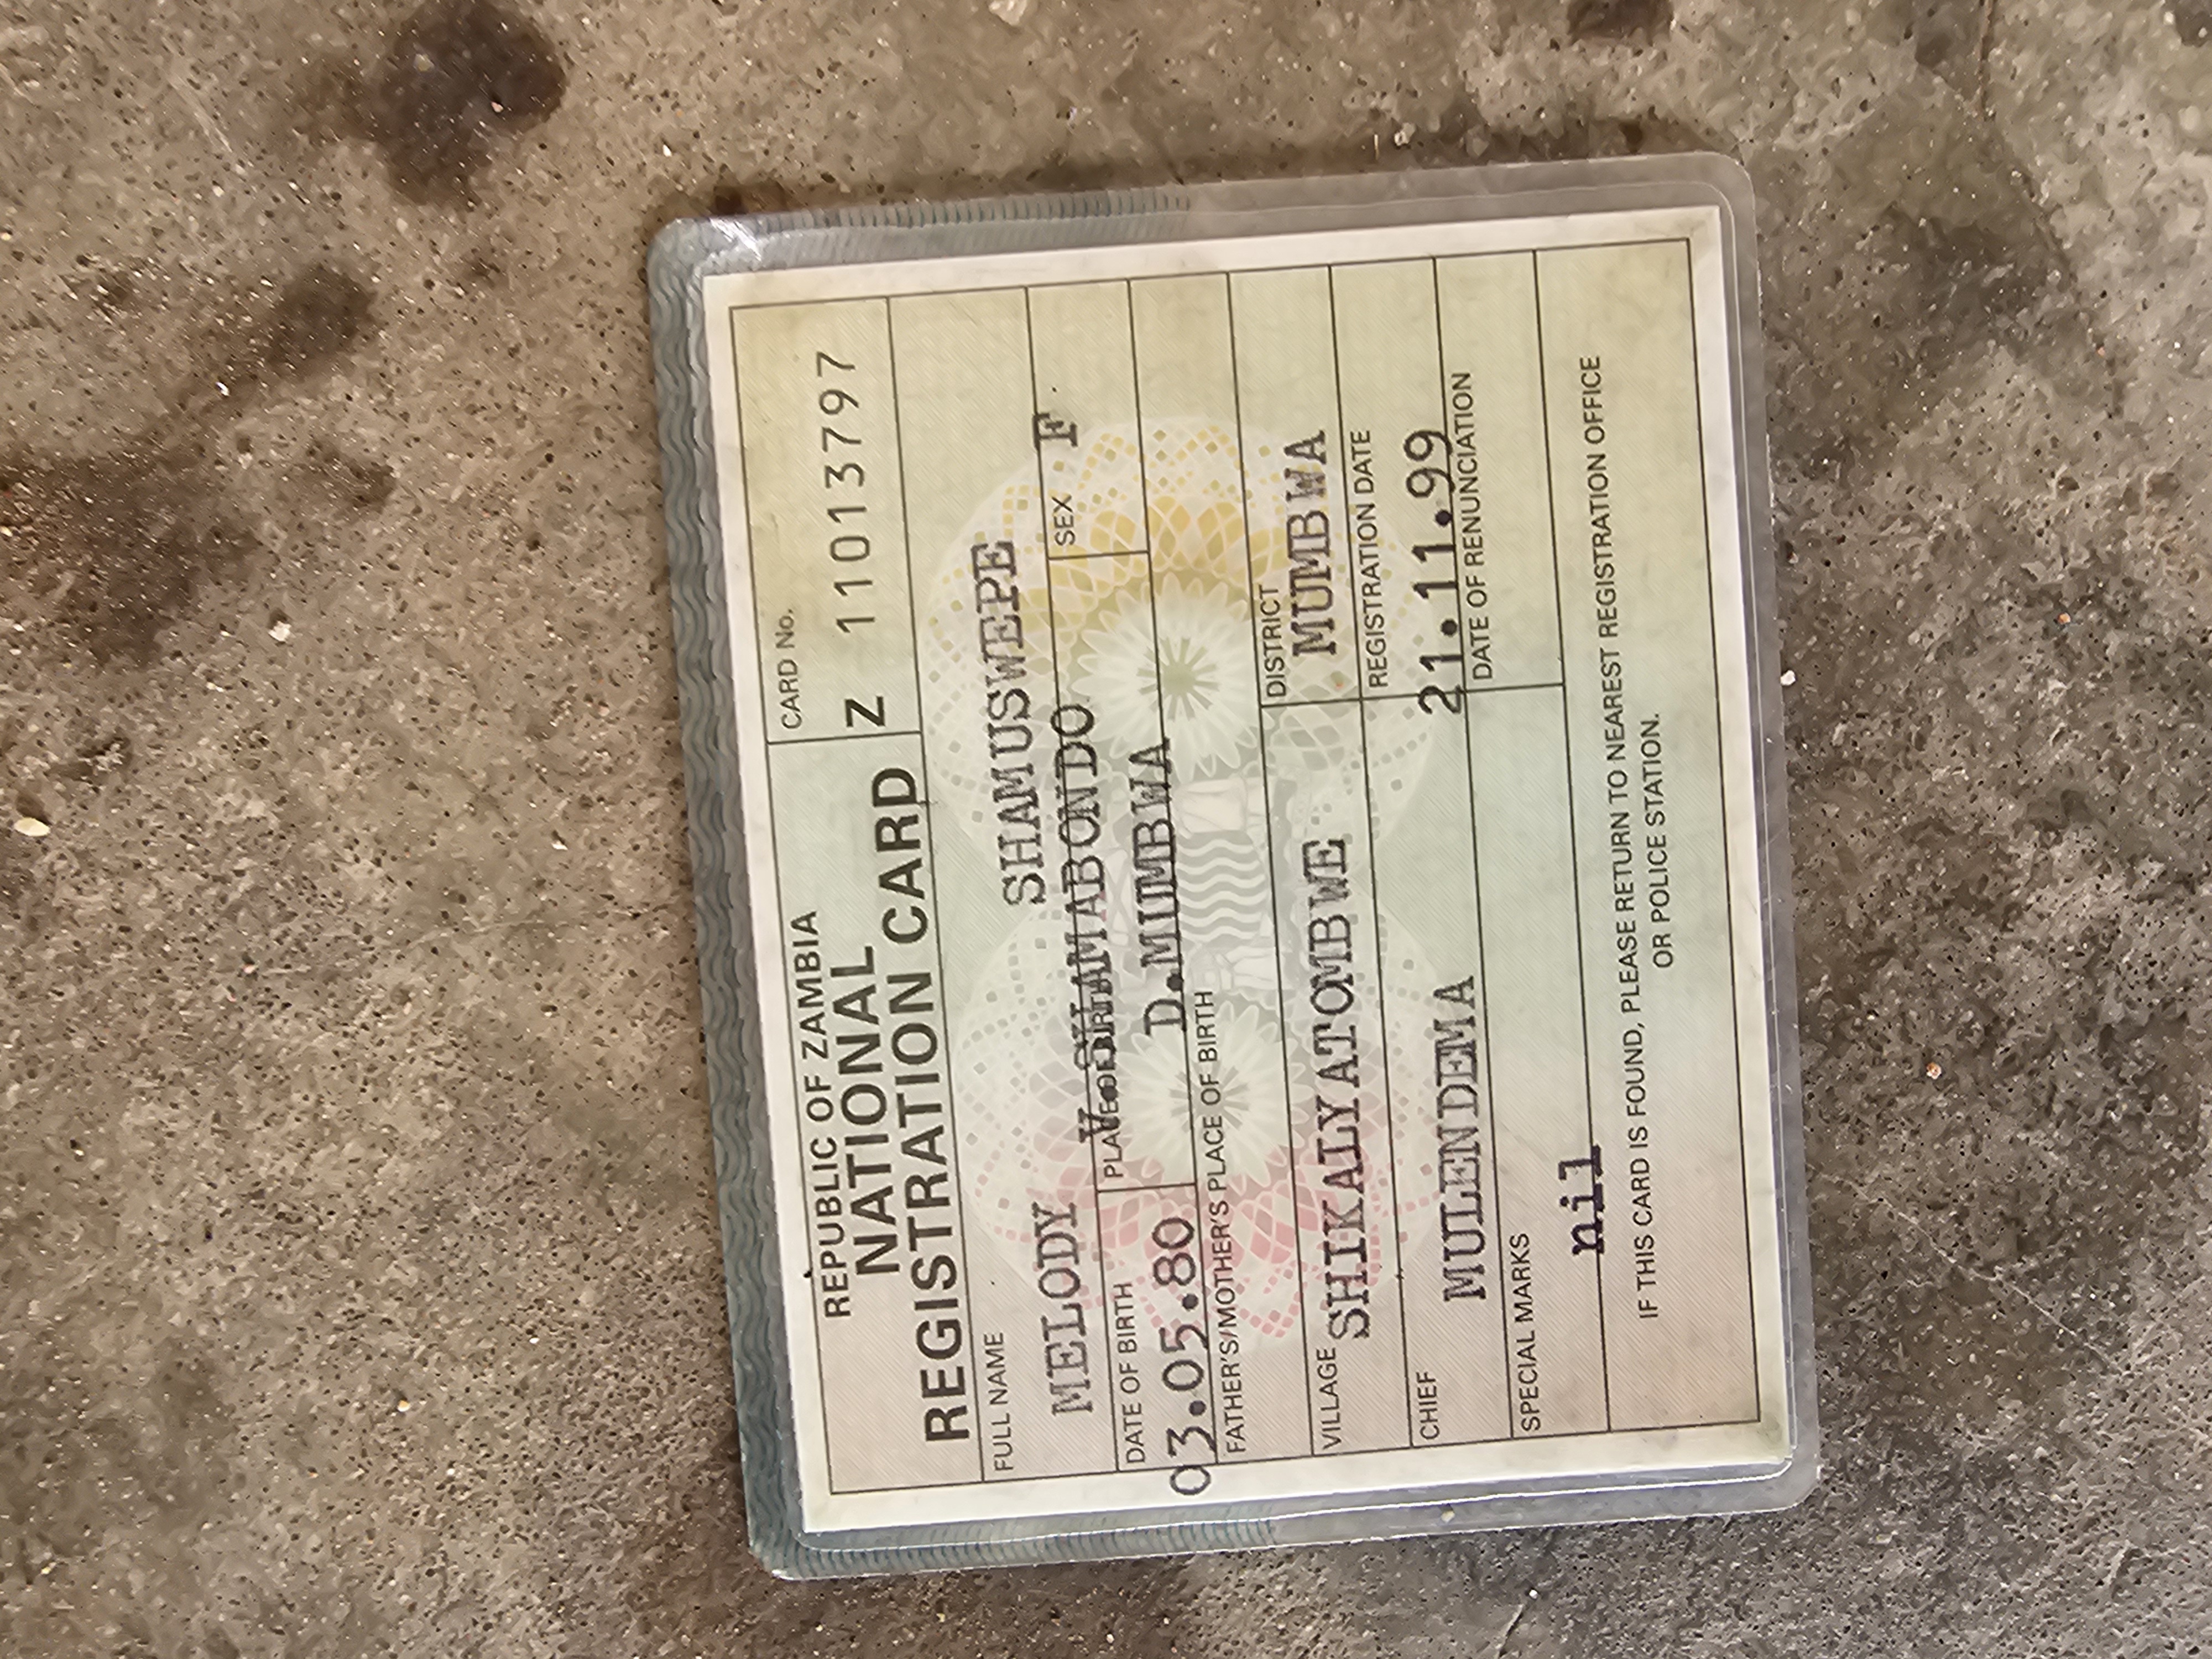 REPUBLIC OF ZAMBIA
NATIONAL
REGISTRATION CARD
CARD No.
Z 11013797
FULL NAME
MELODY SHAMUSWEPE
DATE OF BIRTH
03.05.80
PLACE OF BIRTH
SEX F
D.MUMBWA
FATHER'S/MOTHER'S PLACE OF BIRTH
VILLAGE
SHIKALYATOMBWE
DISTRICT
MUMBWA
CHIEF
MULENDEMA
REGISTRATION DATE
21.11.99
SPECIAL MARKS
nil
DATE OF RENUNCIATION
IF THIS CARD IS FOUND, PLEASE RETURN TO NEAREST REGISTRATION OFFICE
OR POLICE STATION.